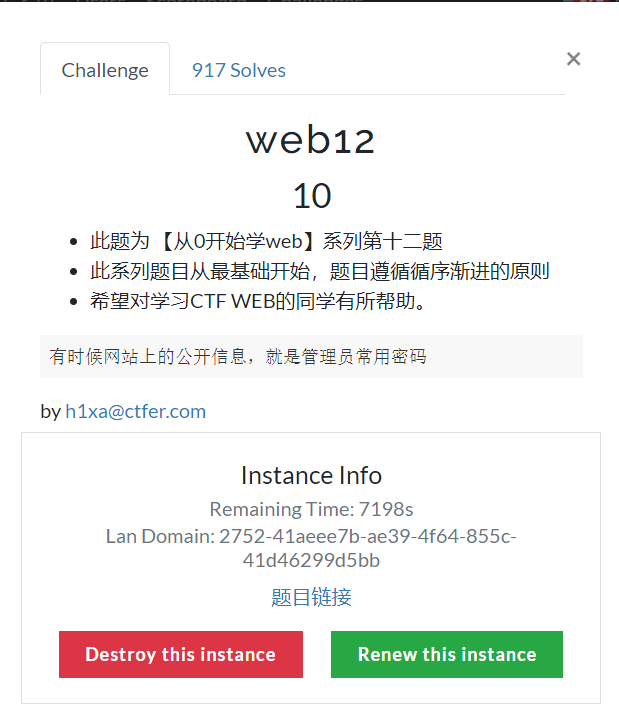 Challenge
917 Solves
×
web12
10
此题为 【从0开始学web】系列第十二题
此系列题目从最基础开始，题目遵循循序渐进的原则
希望对学习CTF WEB的同学有所帮助。
有时候网站上的公开信息，就是管理员常用密码
by h1xa@ctfer.com
Instance Info
Remaining Time: 7198s
Lan Domain: 2752-41aeee7b-ae39-4f64-855c-
41d46299d5bb
题目链接
Destroy this instance
Renew this instance